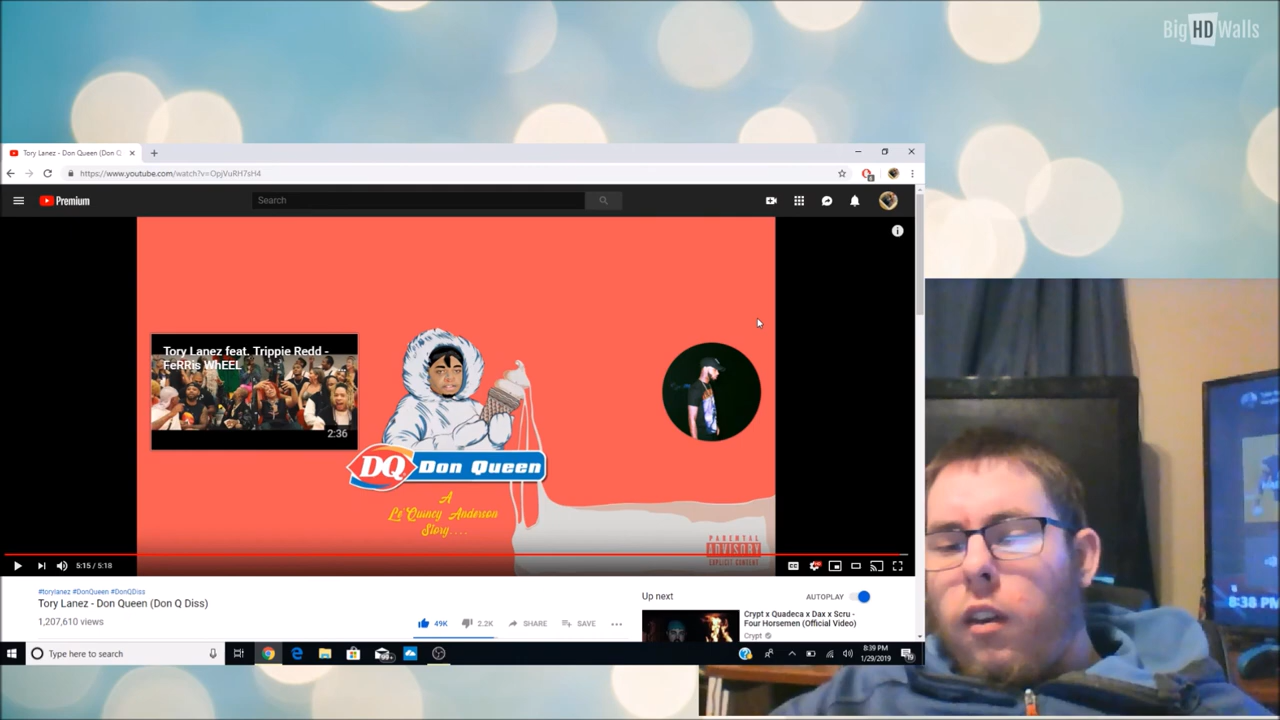 Big HD Walls
Tory Lanez - Don Queen (Don Q
https://www.youtube.com/watch?v=OpjVuRH7sH4
Premium
Search
Tory Lanez feat. Trippie Redd -
FeRRis WhEEL
2:36
DQ Don Queen
A
Le'Quincy Anderson
Story....
PARENTAL
ADVISORY
EXPLICIT CONTENT
5:15 / 5:18
CC
#torylanez #DonQueen #DonQDiss
Tory Lanez - Don Queen (Don Q Diss)
1,207,610 views
49K
2.2K
SHARE
SAVE
Up next
AUTOPLAY
Crypt x Quadeca x Dax x Scru -
Four Horsemen (Official Video)
Crypt
Type here to search
8:39 PM
1/29/2019
8:38 PM